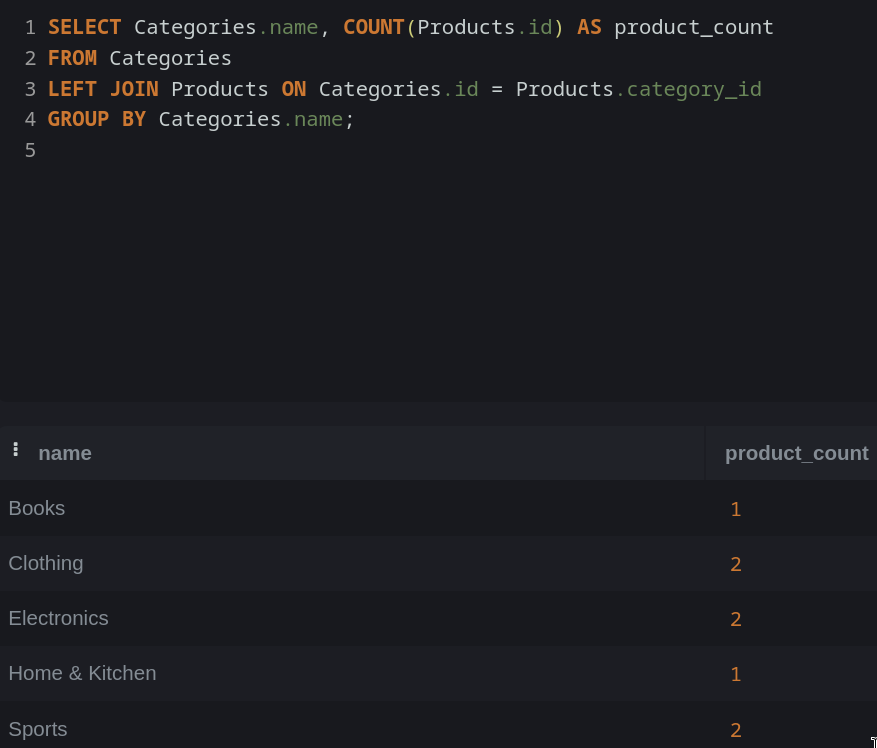 1 SELECT Categories.name, COUNT(Products.id) AS product_count
2 FROM Categories
3 LEFT JOIN Products ON Categories.id = Products.category_id
4 GROUP BY Categories.name;
5
name product_count
Books 1
Clothing 2
Electronics 2
Home & Kitchen 1
Sports 2